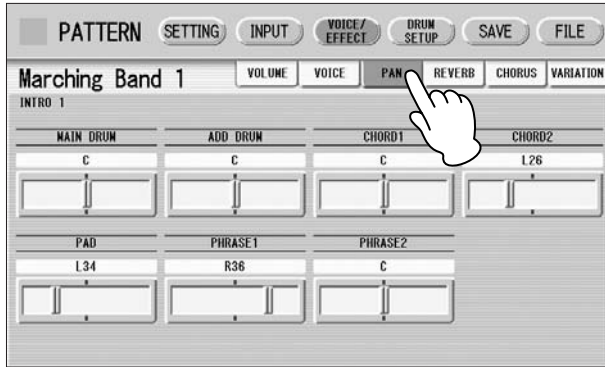 PATTERN SETTING INPUT VOICE/ EFFECT DRUM SETUP SAVE FILE
Marching Band 1 VOLUME VOICE PAN REVERB CHORUS VARIATION
INTRO 1
MAIN DRUM ADD DRUM CHORD1 CHORD2
C C C L26
PAD PHRASE1 PHRASE2
L34 R36 C